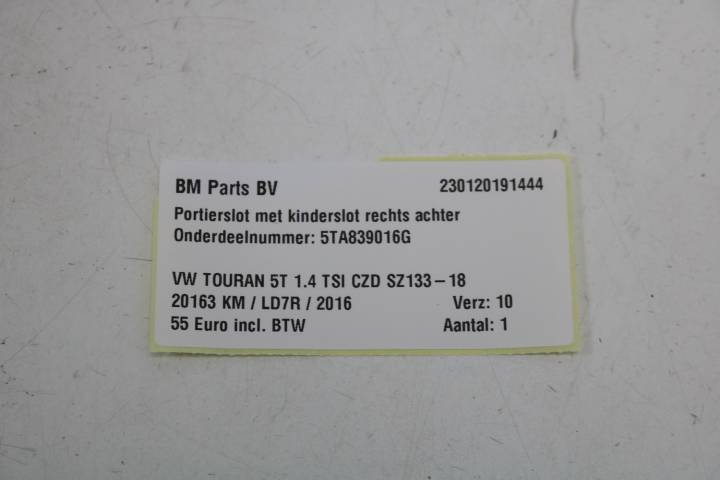 BM Parts BV 230120191444
Portierslot met kinderslot rechts achter
Onderdeelnummer: 5TA839016G
VW TOURAN 5T 1.4 TSI CZD SZ133-18
20163 KM / LD7R / 2016 Verz: 10
55 Euro incl. BTW Aantal: 1